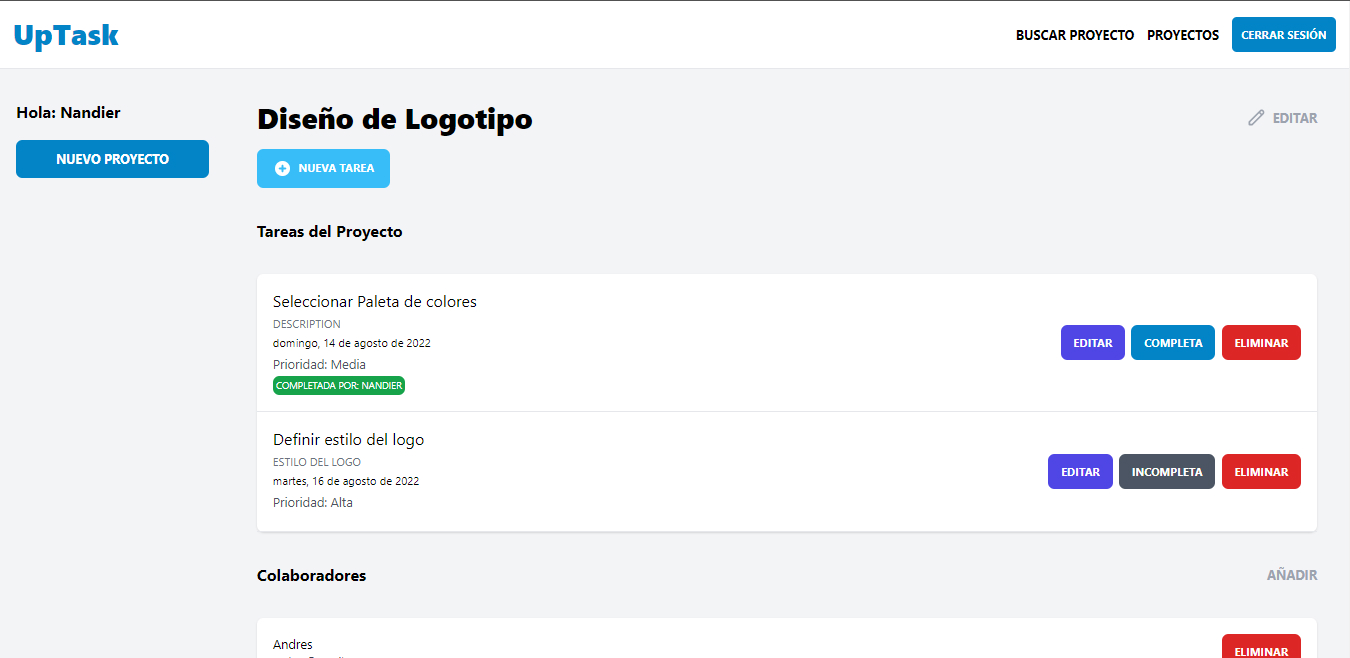 UpTask
BUSCAR PROYECTO PROYECTOS CERRAR SESIÓN
Hola: Nandier
NUEVO PROYECTO
Diseño de Logotipo
EDITAR
NUEVA TAREA
Tareas del Proyecto
Seleccionar Paleta de colores
DESCRIPTION
domingo, 14 de agosto de 2022
Prioridad: Media
COMPLETADA POR: NANDIER
EDITAR COMPLETA ELIMINAR
Definir estilo del logo
ESTILO DEL LOGO
martes, 16 de agosto de 2022
Prioridad: Alta
EDITAR INCOMPLETA ELIMINAR
Colaboradores
AÑADIR
Andres
ELIMINAR